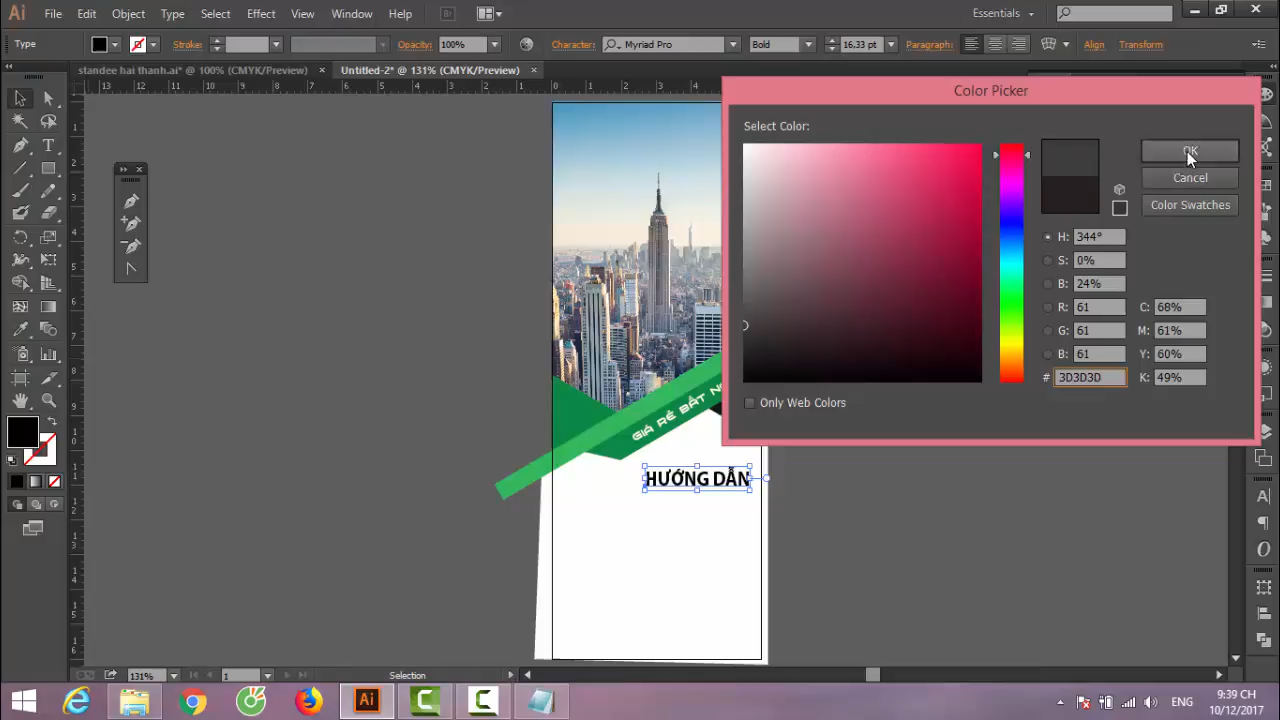 Ai File Edit Object Type Select Effect View Window Help Br Essentials
Type Stroke: Opacity: 100% Character: Myriad Pro Bold 16.33 pt Paragraph: Align Transform
standee hai thanh.ai* @ 100% (CMYK/Preview) × Untitled-2* @ 131% (CMYK/Preview) ×
Color Picker
Select Color:
OK
Cancel
Color Swatches
H: 344°
S: 0%
B: 24%
R: 61 C: 68%
G: 61 M: 61%
B: 61 Y: 60%
# 3D3D3D K: 49%
Only Web Colors
GIÁ RẺ BẤT
HƯỚNG DẪN
131% 1 Selection
CH
9:39 CH
10/12/2017